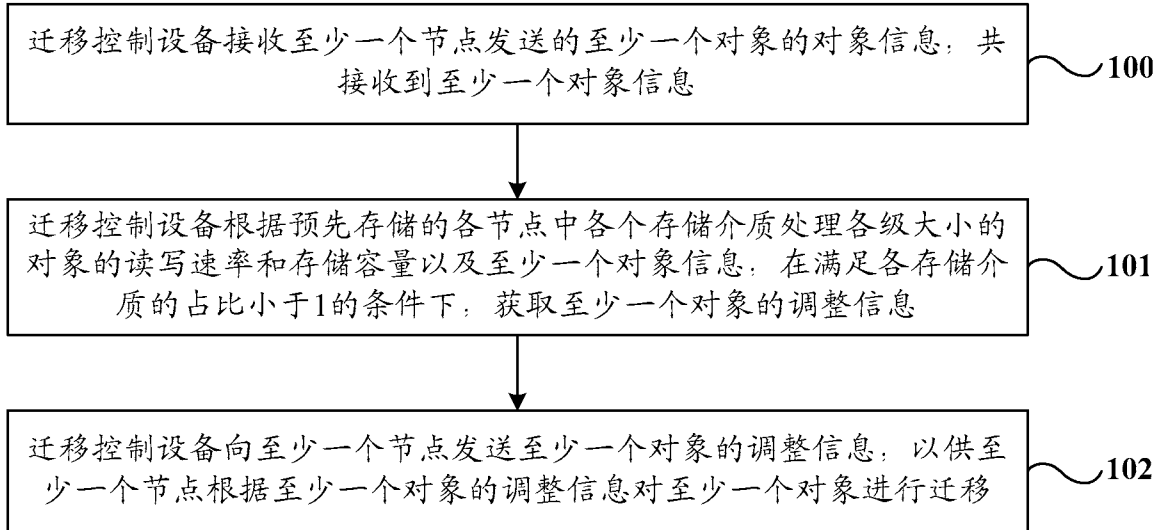 迁移控制设备接收至少一个节点发送的至少一个对象的对象信息；共
接收到至少一个对象信息
100
迁移控制设备根据预先存储的各节点中各个存储介质处理各级大小的
对象的读写速率和存储容量以及至少一个对象信息；在满足各存储介
质的占比小于1的条件下；获取至少一个对象的调整信息
101
迁移控制设备向至少一个节点发送至少一个对象的调整信息；以供至
少一个节点根据至少一个对象的调整信息对至少一个对象进行迁移
102